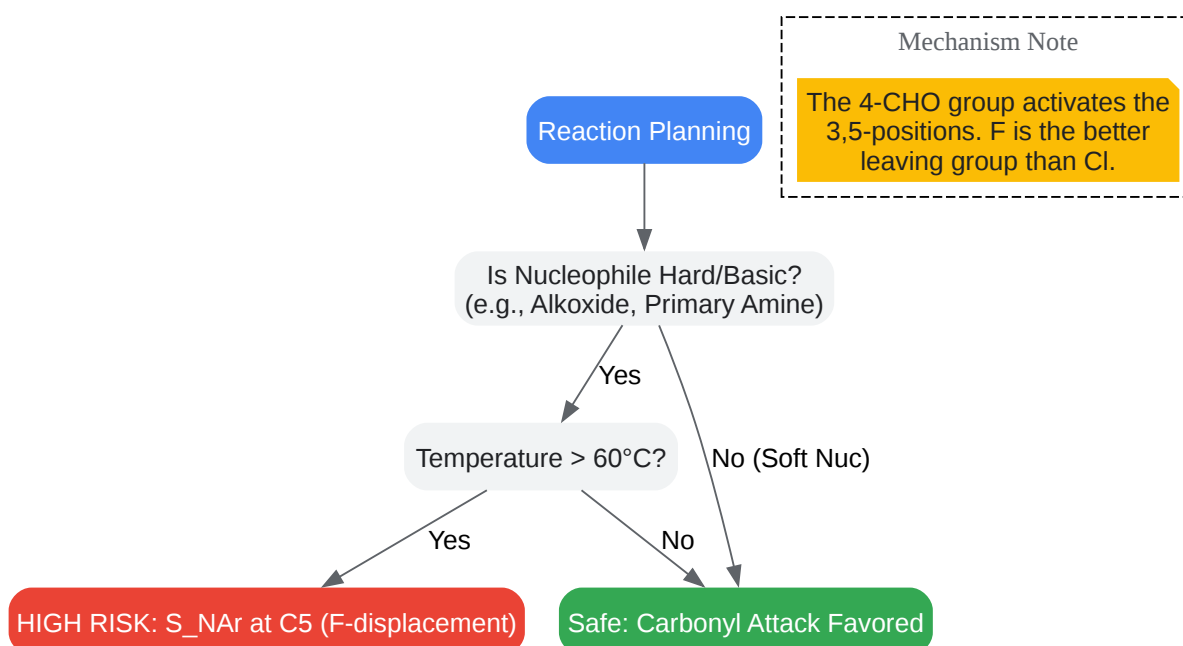 Mechanism Note
The 4-CHO group activates the
3,5-positions. F is the better
leaving group than Cl.
Reaction Planning
Is Nucleophile Hard/Basic?
(e.g., Alkoxide, Primary Amine)
Yes
Temperature > 60°C?
No (Soft Nuc)
Yes
No
HIGH RISK: S_NAr at C5 (F-displacement)
Safe: Carbonyl Attack Favored